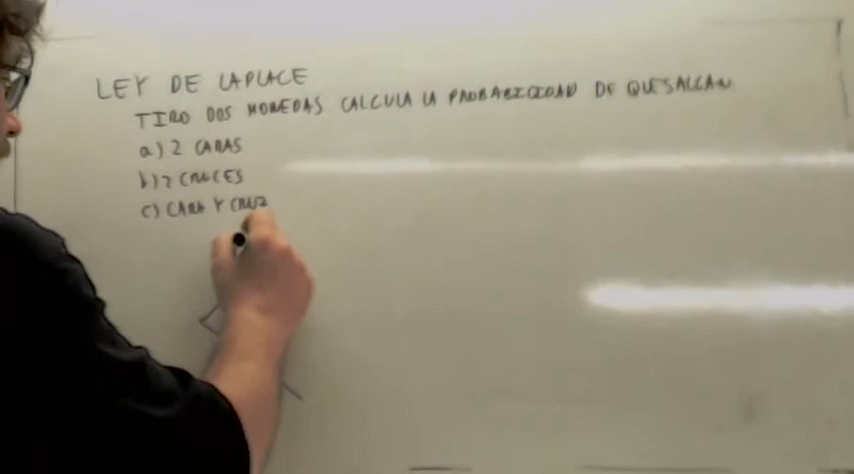 LEY DE LAPLACE
TIRO DOS MONEDAS CALCULA LA PROBABILIDAD DE QUE SALGAN
a) 2 CARAS
b) 2 CRUCES
c) CARA Y CRUZ